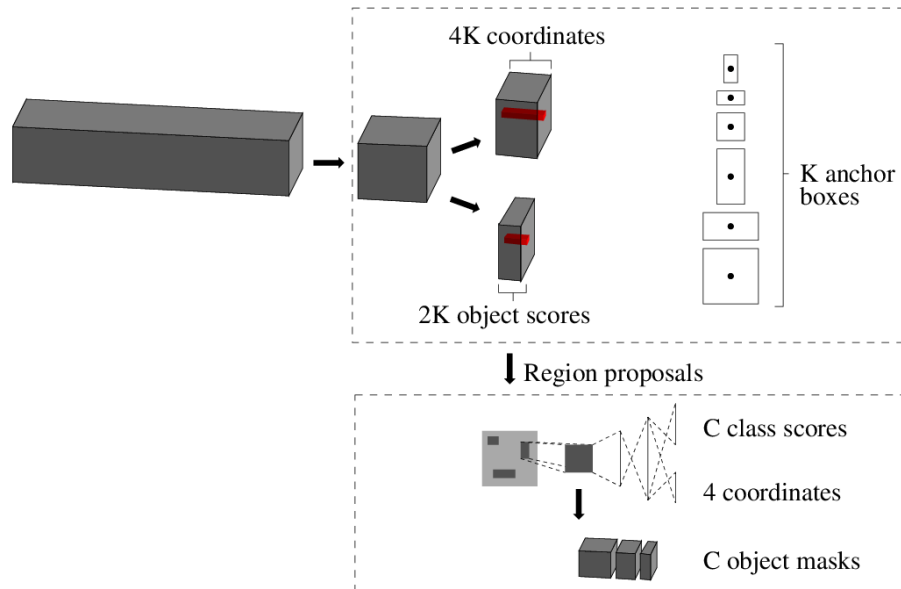 4K coordinates
K anchor
boxes
2K object scores
Region proposals
C class scores
4 coordinates
C object masks